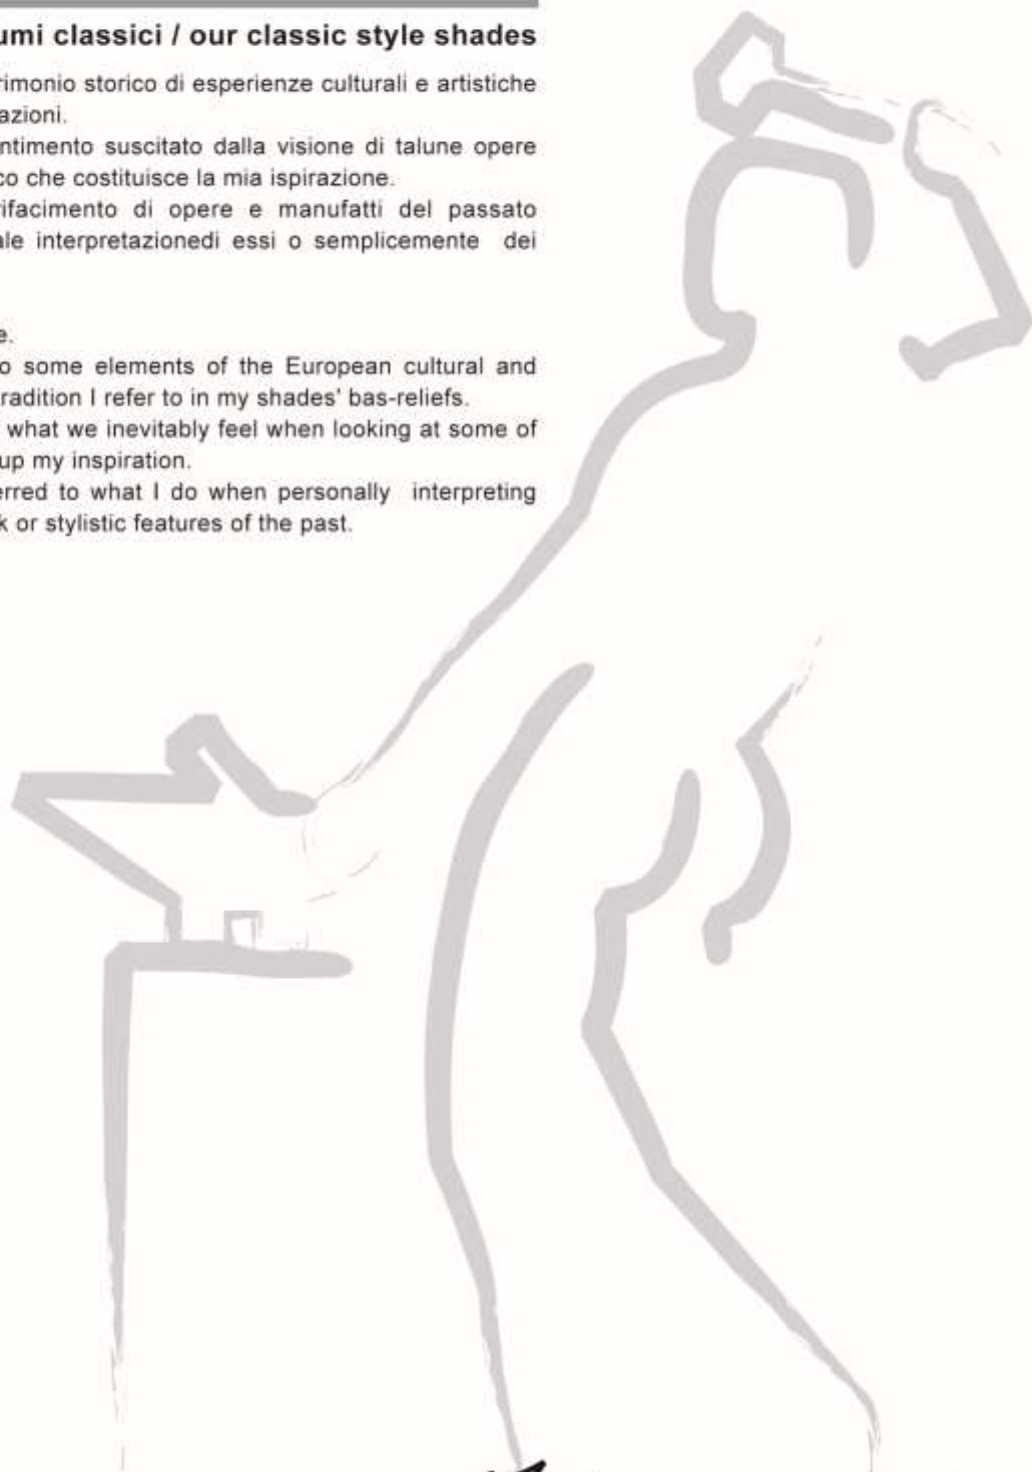 umi classici / our classic style shades
rimonio storico di esperienze culturali e artistiche
azioni.
ntimento suscitato dalla visione di talune opere
co che costituisce la mia ispirazione.
rifacimento di opere e manufatti del passato
ale interpretazionedi essi o semplicemente dei
e.
o some elements of the European cultural and
radition I refer to in my shades' bas-reliefs.
what we inevitably feel when looking at some of
up my inspiration.
erred to what I do when personally interpreting
k or stylistic features of the past.